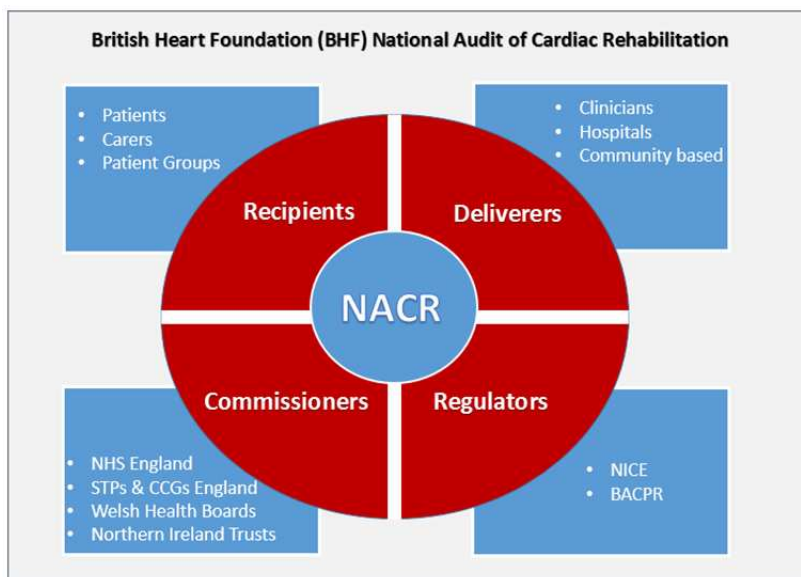 British Heart Foundation (BHF) National Audit of Cardiac Rehabilitation
• Patients
• Carers
• Patient Groups
• Clinicians
• Hospitals
• Community based
Recipients
Deliverers
NACR
Commissioners
Regulators
• NHS England
• STPs & CCGs England
• Welsh Health Boards
• Northern Ireland Trusts
• NICE
• BACPR